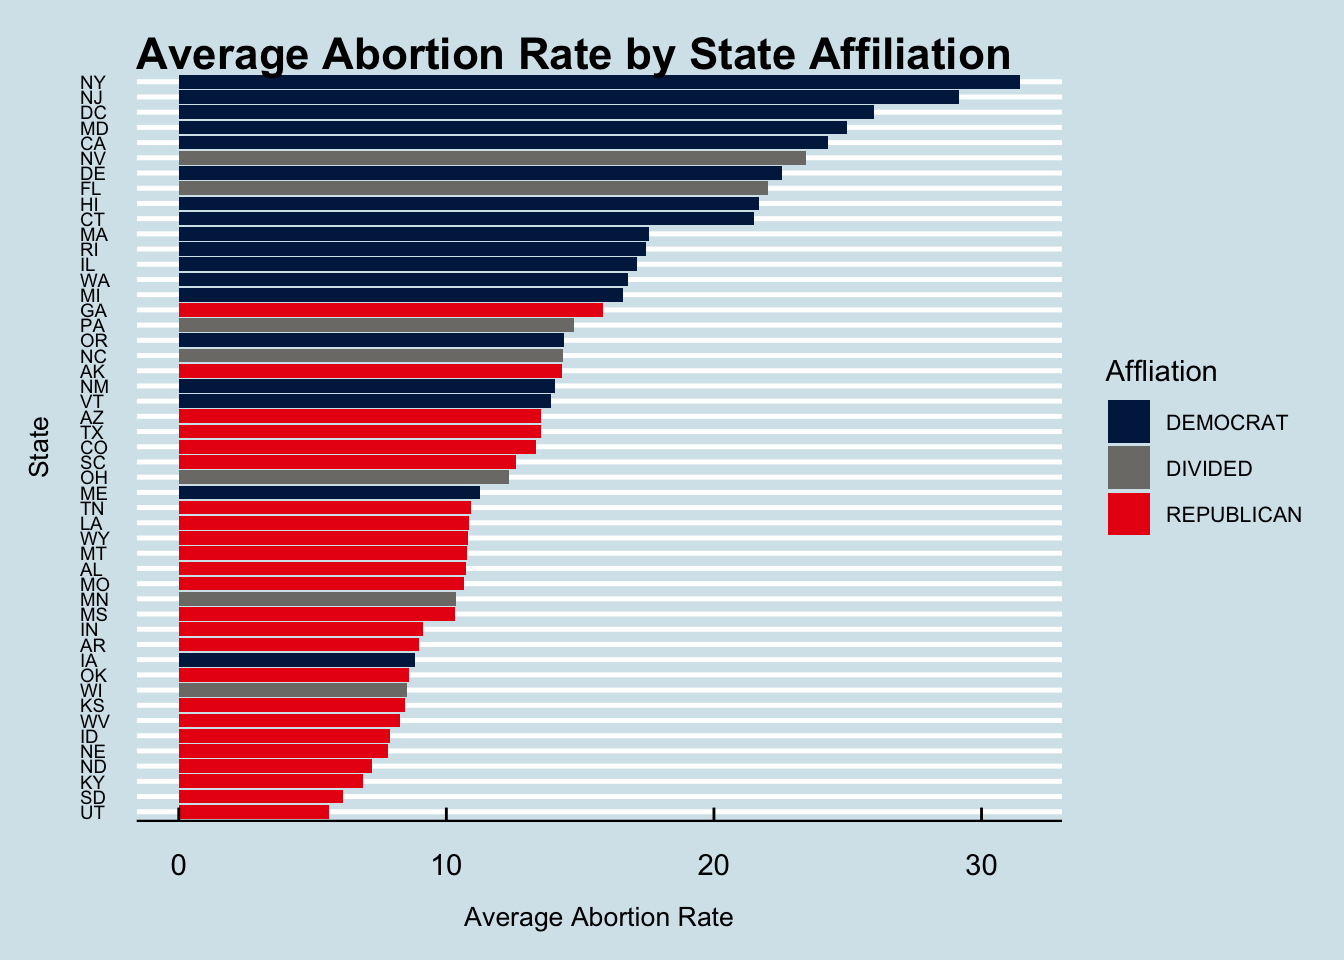 Average Abortion Rate by State Affiliation
NY
NJ
DC
MD
CA
NV
DE
FL
HI
CT
MA
RI
IL
WA
MI
GA
PA
OR
NC
AK
NM
VT
AZ
TX
CO
SC
OH
ME
TN
LA
WY
MT
AL
MO
MN
MS
IN
AR
IA
OK
WI
KS
WV
ID
NE
ND
KY
SD
UT
State
0 10 20 30
Average Abortion Rate
Affliation
DEMOCRAT
DIVIDED
REPUBLICAN